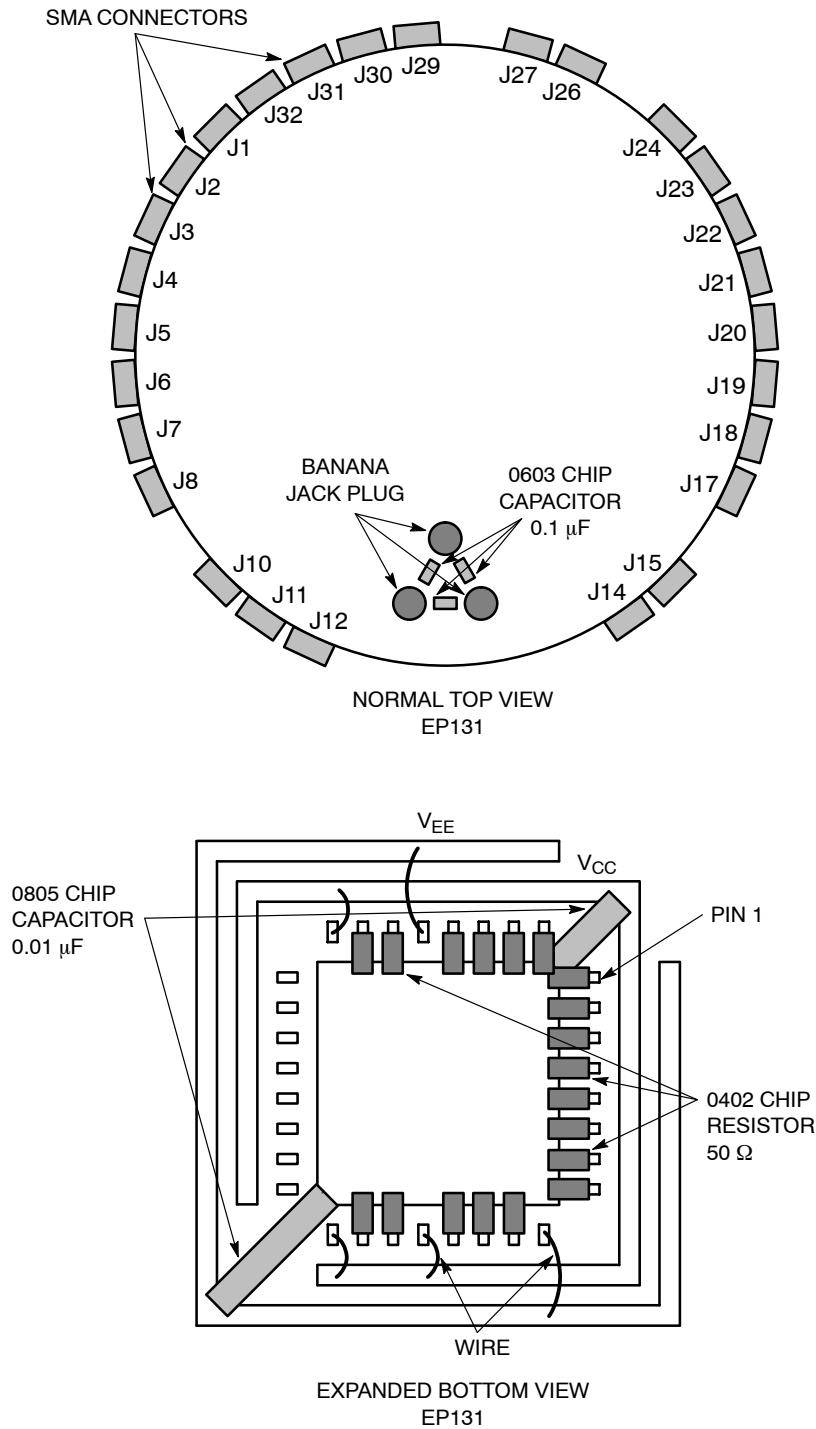 SMA CONNECTORS
J29
J30
J31
J32
J1
J2
J3
J4
J5
J6
J7
J8
J10
J11
J12
J27
J26
J24
J23
J22
J21
J20
J19
J18
J17
J15
J14
BANANA
JACK PLUG
0603 CHIP
CAPACITOR
0.1 μF
NORMAL TOP VIEW
EP131
VEE
VCC
0805 CHIP
CAPACITOR
0.01 μF
PIN 1
0402 CHIP
RESISTOR
50 Ω
WIRE
EXPANDED BOTTOM VIEW
EP131